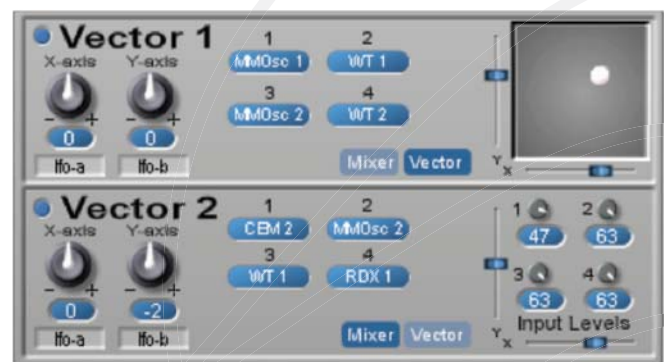 Vector 1
X-axis Y-axis
- + - +
0 0
lfo-a lfo-b
1 2
MMOsc 1 WT 1
3 4
MMOsc 2 WT 2
Mixer Vector
Y
X
Vector 2
X-axis Y-axis
- + - +
0 -2
lfo-a lfo-b
1 2
CEM 2 MMOsc 2
3 4
WT 1 RDX 1
Mixer Vector
1 2
47 63
3 4
63 63
Input Levels
Y
X